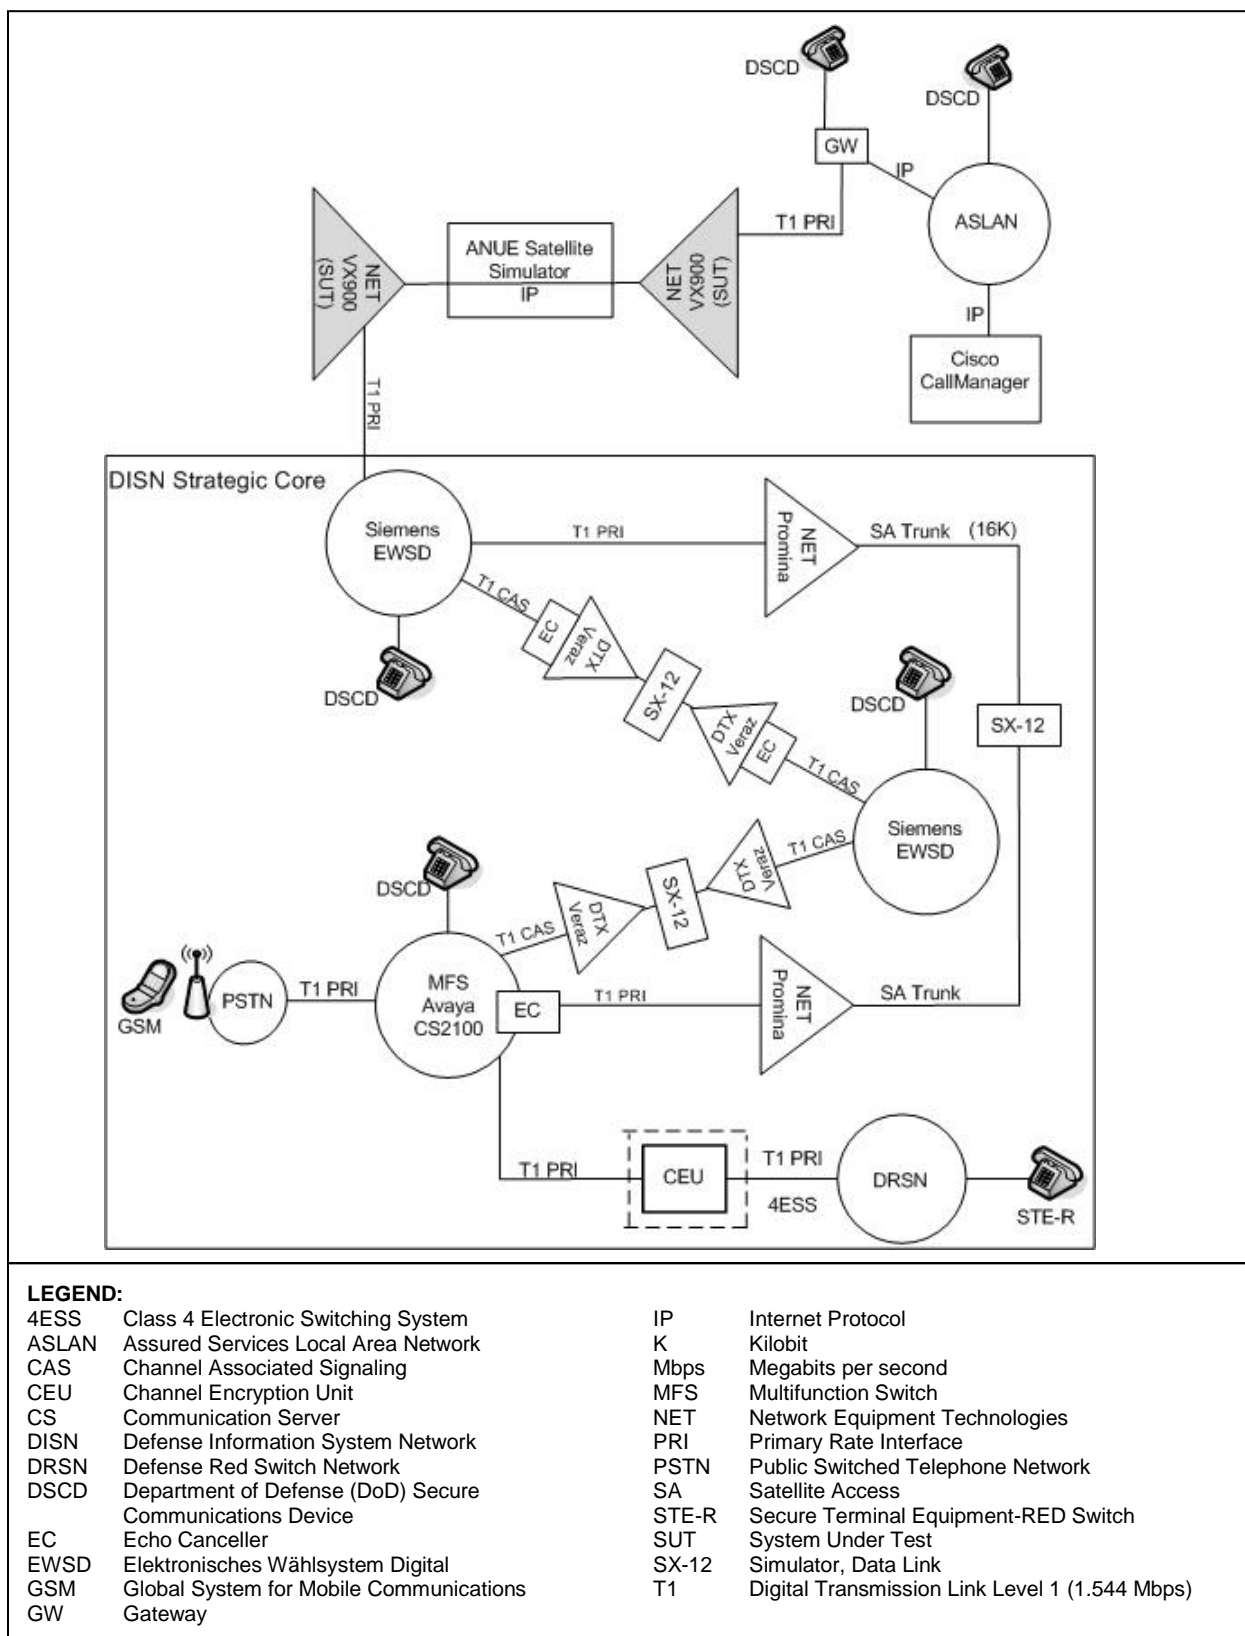 DSCD
DSCD
GW
IP
T1 PRI
ASLAN
IP
Cisco
CallManager
NET
VX900
(SUT)
ANUE Satellite
Simulator
IP
NET
VX900
(SUT)
T1 PRI
DISN Strategic Core
Siemens
EWSD
T1 PRI
NET
Promina
SA Trunk (16K)
T1 CAS
EC
DTX
Veraz
SX-12
DTX
Veraz
EC
T1 CAS
DSCD
DSCD
SX-12
Siemens
EWSD
T1 CAS
DTX
Veraz
SX-12
DTX
Veraz
T1 CAS
DSCD
GSM
PSTN
T1 PRI
MFS
Avaya
CS2100
EC
T1 PRI
NET
Promina
SA Trunk
T1 PRI
CEU
T1 PRI
4ESS
DRSN
STE-R
LEGEND:
4ESS Class 4 Electronic Switching System
ASLAN Assured Services Local Area Network
CAS Channel Associated Signaling
CEU Channel Encryption Unit
CS Communication Server
DISN Defense Information System Network
DRSN Defense Red Switch Network
DSCD Department of Defense (DoD) Secure
Communications Device
EC Echo Canceller
EWSD Elektronisches Wählsystem Digital
GSM Global System for Mobile Communications
GW Gateway
IP Internet Protocol
K Kilobit
Mbps Megabits per second
MFS Multifunction Switch
NET Network Equipment Technologies
PRI Primary Rate Interface
PSTN Public Switched Telephone Network
SA Satellite Access
STE-R Secure Terminal Equipment-RED Switch
SUT System Under Test
SX-12 Simulator, Data Link
T1 Digital Transmission Link Level 1 (1.544 Mbps)